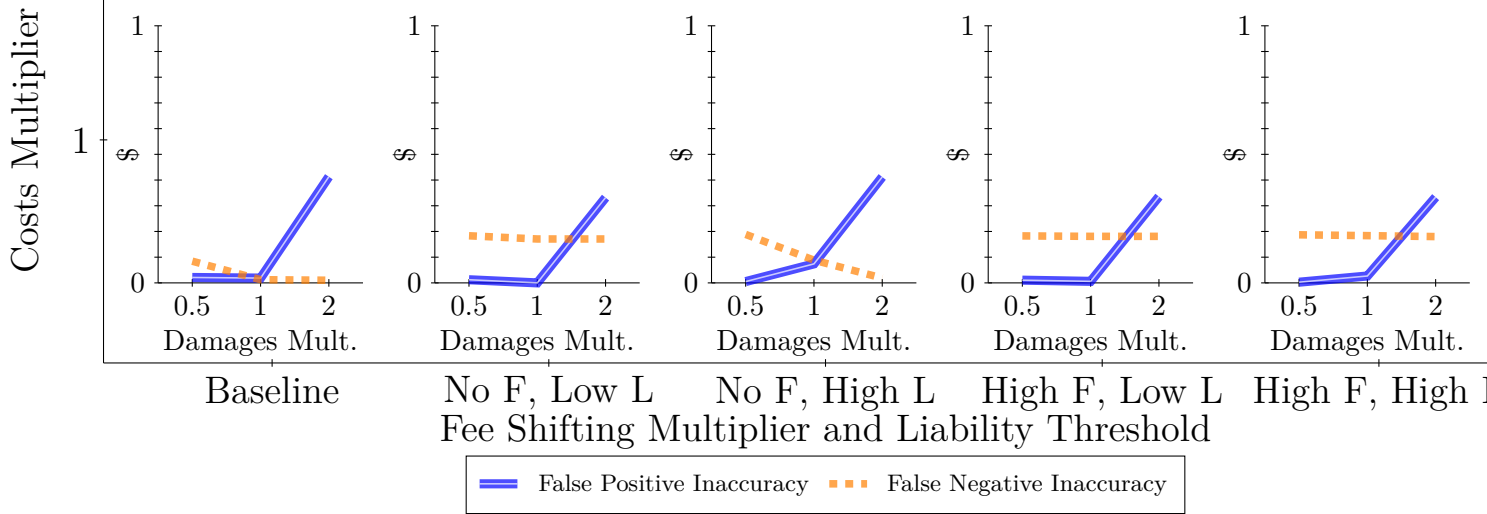 Costs Multiplier
1
1
0
$
0.5 1 2
Damages Mult.
1
0
$
0.5 1 2
Damages Mult.
1
0
$
0.5 1 2
Damages Mult.
1
0
$
0.5 1 2
Damages Mult.
1
0
$
0.5 1 2
Damages Mult.
Baseline
No F, Low L
No F, High L
High F, Low L
High F, High
Fee Shifting Multiplier and Liability Threshold
False Positive Inaccuracy
False Negative Inaccuracy